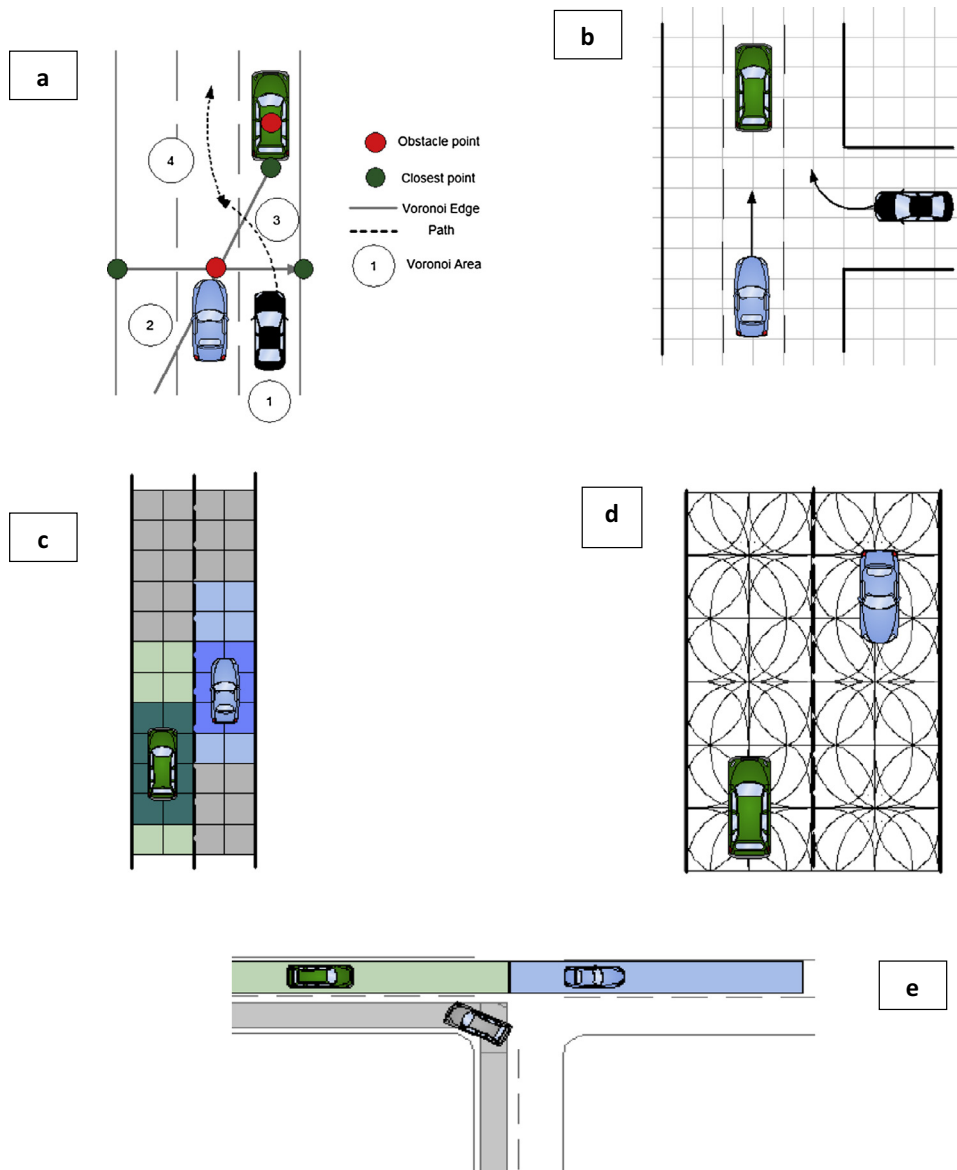 a
b
4
Obstacle point
Closest point
3
Voronoi Edge
Path
1
Voronoi Area
2
1
c
d
e